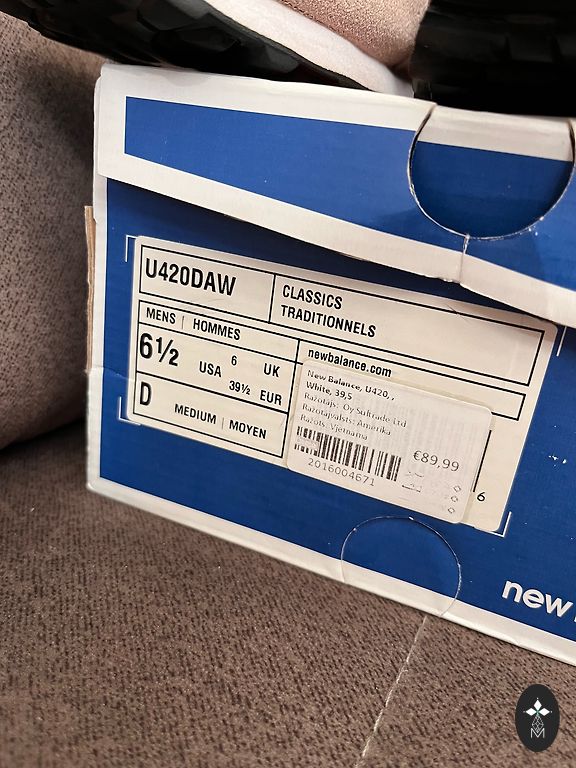 U420DAW
CLASSICS
TRADITIONNELS
MENS | HOMMES
6½ USA
6 UK
39½ EUR
D MEDIUM | MOYEN
newbalance.com
New Balance, U420, ,
White, 39,5
Ražotājs: Oy Sultrade Ltd
Ražotājvalsts: Amerika
Ražots: Vjetnama
€89,99
2016004671
6
new
M